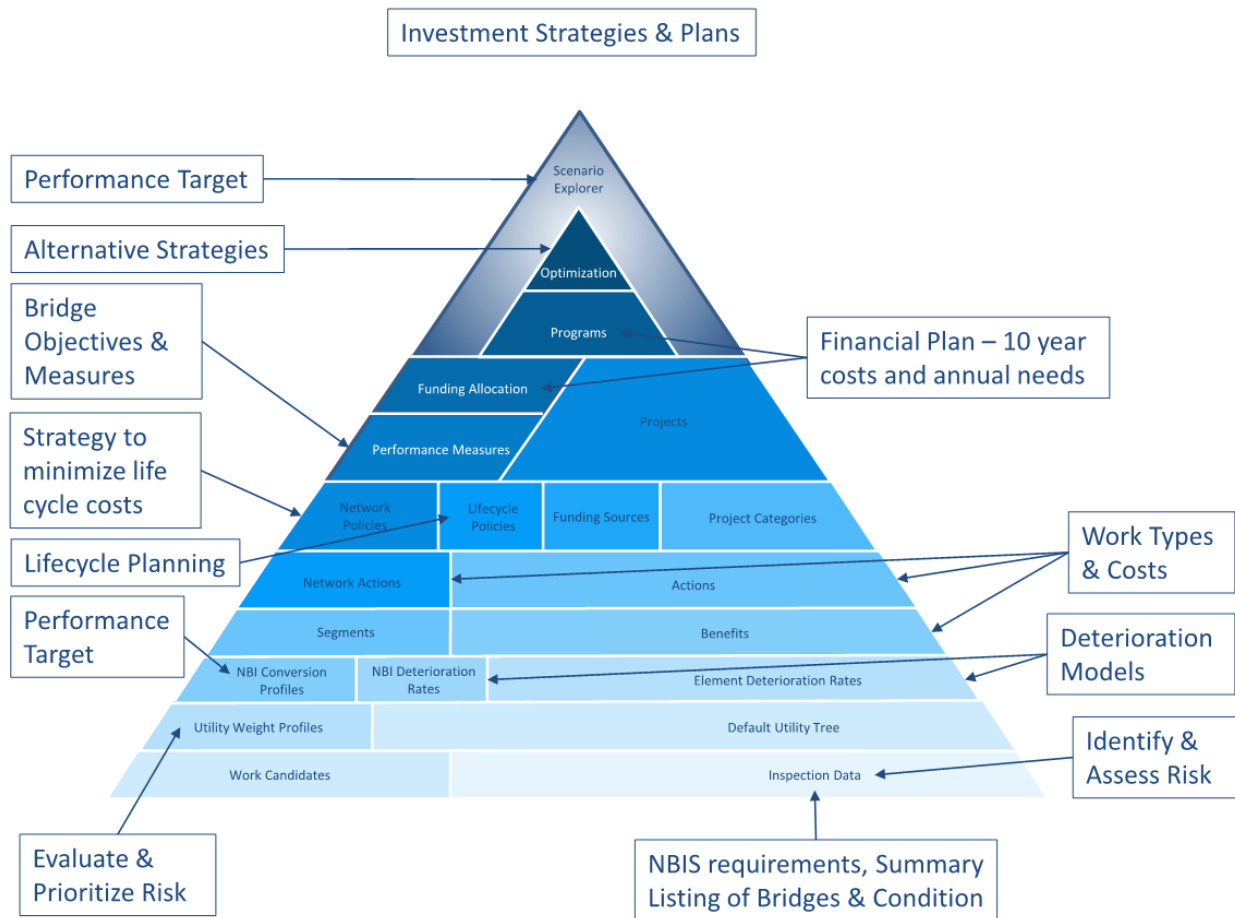 Investment Strategies & Plans
Scenario
Explorer
Performance Target
Alternative Strategies
Optimization
Bridge
Objectives &
Measures
Programs
Financial Plan – 10 year
costs and annual needs
Funding Allocation
Projects
Performance Measures
Strategy to
minimize life
cycle costs
Network
Policies
Lifecycle
Policies
Funding Sources
Project Categories
Lifecycle Planning
Work Types
& Costs
Network Actions
Actions
Performance
Target
Segments
Benefits
Deterioration
Models
NBI Conversion
Profiles
NBI Deterioration
Rates
Element Deterioration Rates
Utility Weight Profiles
Default Utility Tree
Identify &
Assess Risk
Work Candidates
Inspection Data
Evaluate &
Prioritize Risk
NBIS requirements, Summary
Listing of Bridges & Condition